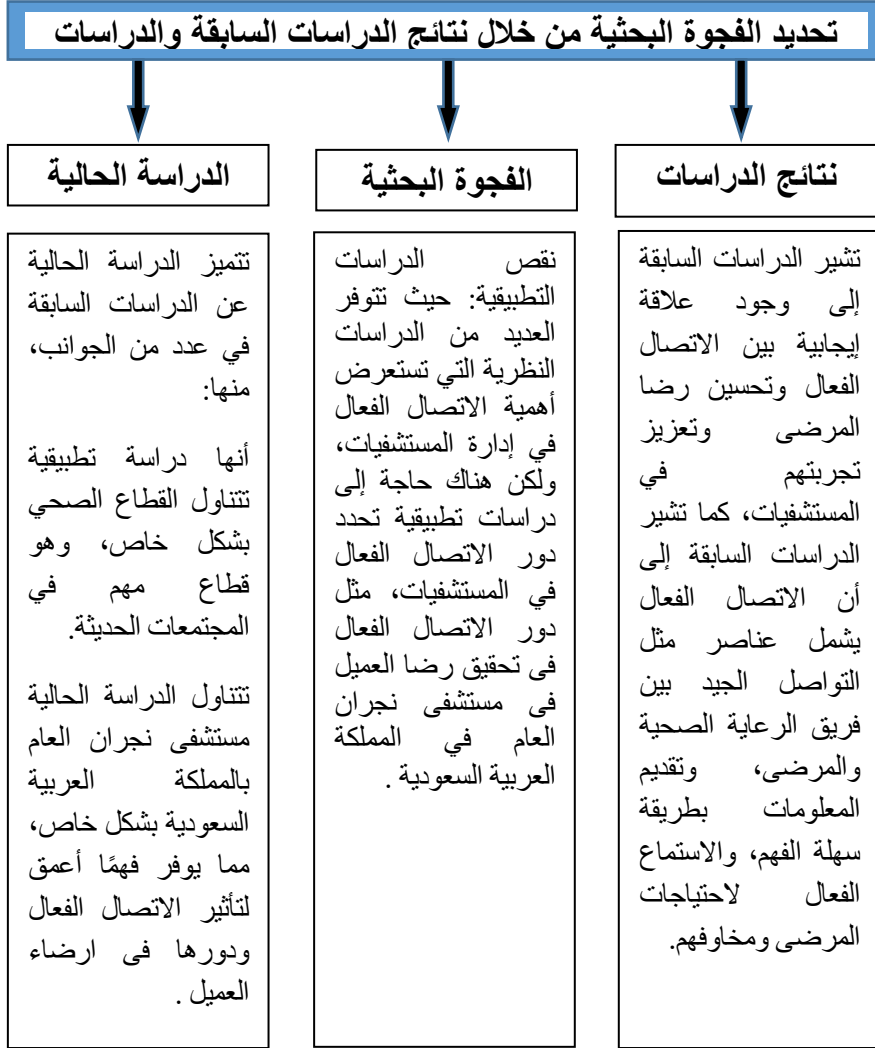 تحديد الفجوة البحثية من خلال نتائج الدراسات السابقة والدراسات
نتائج الدراسات
تشير الدراسات السابقة
إلى وجود علاقة
إيجابية بين الاتصال
الفعال وتحسين رضا
المرضى وتعزيز
تجربتهم في
المستشفيات، كما تشير
الدراسات السابقة إلى
أن الاتصال الفعال
يشمل عناصر مثل
التواصل الجيد بين
فريق الرعاية الصحية
والمرضى، وتقديم
المعلومات بطريقة
سهلة الفهم، والاستماع
الفعال لاحتياجات
المرضى ومخاوفهم.
الفجوة البحثية
نقص الدراسات
التطبيقية: حيث تتوفر
العديد من الدراسات
النظرية التي تستعرض
أهمية الاتصال الفعال
في إدارة المستشفيات،
ولكن هناك حاجة إلى
دراسات تطبيقية تحدد
دور الاتصال الفعال
في المستشفيات، مثل
دور الاتصال الفعال
فى تحقيق رضا العميل
فى مستشفى نجران
العام في المملكة
العربية السعودية .
الدراسة الحالية
تتميز الدراسة الحالية
عن الدراسات السابقة
في عدد من الجوانب،
منها:
أنها دراسة تطبيقية
تتناول القطاع الصحي
بشكل خاص، وهو
قطاع مهم في
المجتمعات الحديثة.
تتناول الدراسة الحالية
مستشفى نجران العام
بالمملكة العربية
السعودية بشكل خاص،
مما يوفر فهمًا أعمق
لتأثير الاتصال الفعال
ودورها فى ارضاء
العميل .